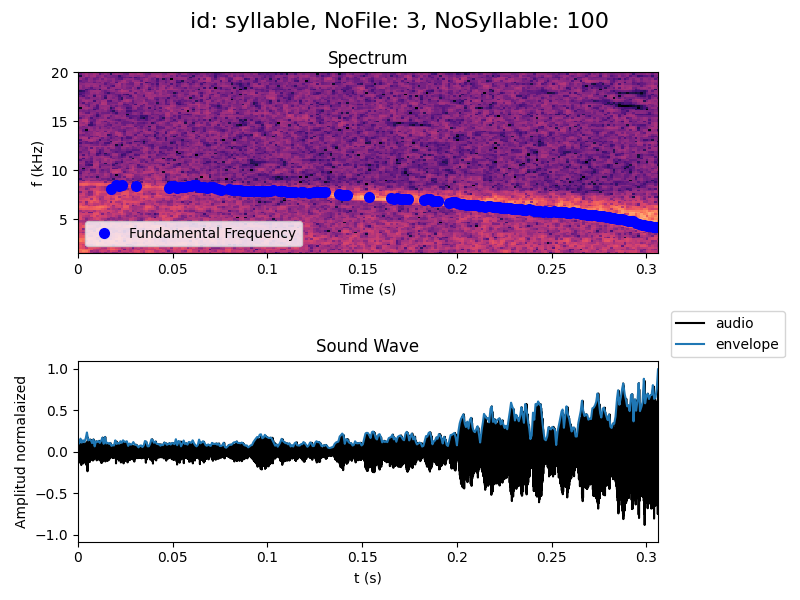 id: syllable, NoFile: 3, NoSyllable: 100
Spectrum
20
15
10
5
f (kHz)
Fundamental Frequency
0 0.05 0.1 0.15 0.2 0.25 0.3
Time (s)
audio
envelope
Sound Wave
1.0
0.5
0.0
−0.5
−1.0
Amplitud normalaized
0 0.05 0.1 0.15 0.2 0.25 0.3
t (s)